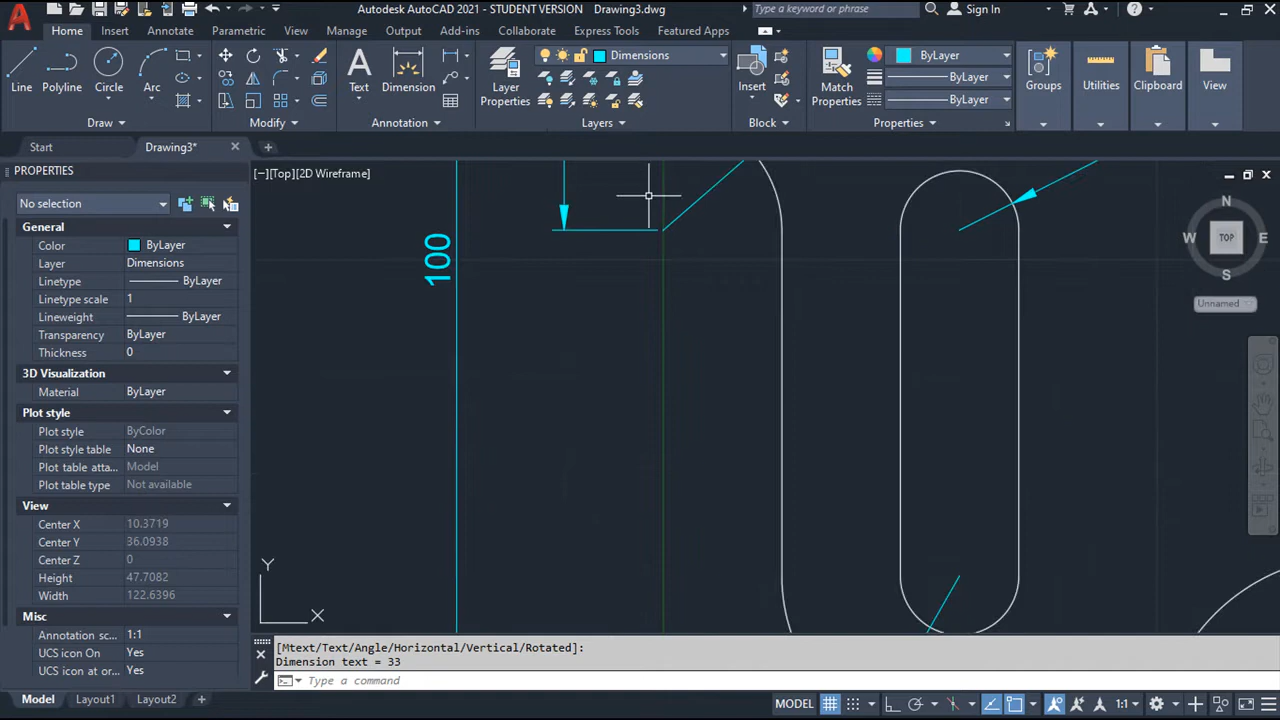 Autodesk AutoCAD 2021 - STUDENT VERSION Drawing3.dwg
Type a keyword or phrase
Sign In
Home Insert Annotate Parametric View Manage Output Add-ins Collaborate Express Tools Featured Apps
Line Polyline Circle Arc
Text Dimension
Layer Properties
Dimensions
Insert
Match Properties
ByLayer
ByLayer
ByLayer
Groups Utilities Clipboard View
Draw Modify Annotation Layers Block Properties
Start Drawing3*
PROPERTIES
[−][Top][2D Wireframe]
No selection
General
Color ByLayer
Layer Dimensions
Linetype ByLayer
Linetype scale 1
Lineweight ByLayer
Transparency ByLayer
Thickness 0
3D Visualization
Material ByLayer
Plot style
Plot style ByColor
Plot style table None
Plot table atta... Model
Plot table type Not available
View
Center X 10.3719
Center Y 36.0938
Center Z 0
Height 47.7082
Width 122.6396
Misc
Annotation sc... 1:1
UCS icon On Yes
UCS icon at or... Yes
100
N
W TOP E
S
Unnamed
Y
X
[Mtext/Text/Angle/Horizontal/Vertical/Rotated]:
Dimension text = 33
Type a command
Model Layout1 Layout2
MODEL 1:1